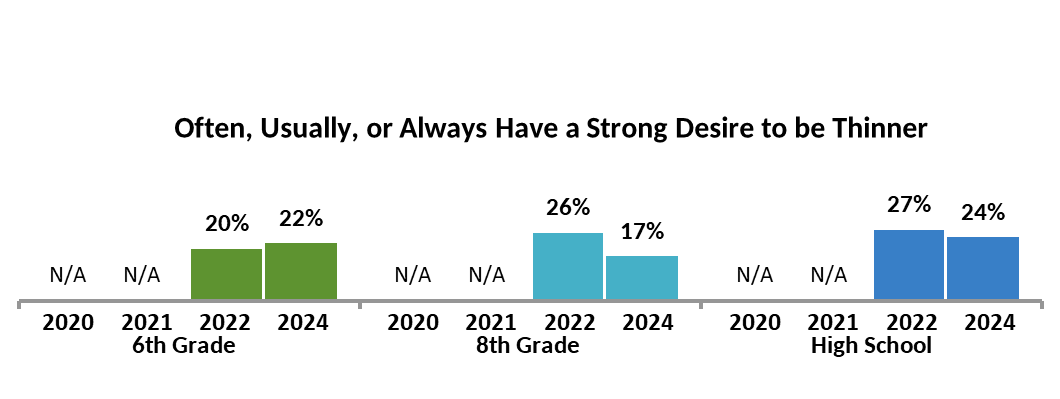 Often, Usually, or Always Have a Strong Desire to be Thinner
N/A N/A 20% 22% N/A N/A 26% 17% N/A N/A 27% 24%
2020 2021 2022 2024 2020 2021 2022 2024 2020 2021 2022 2024
6th Grade 8th Grade High School